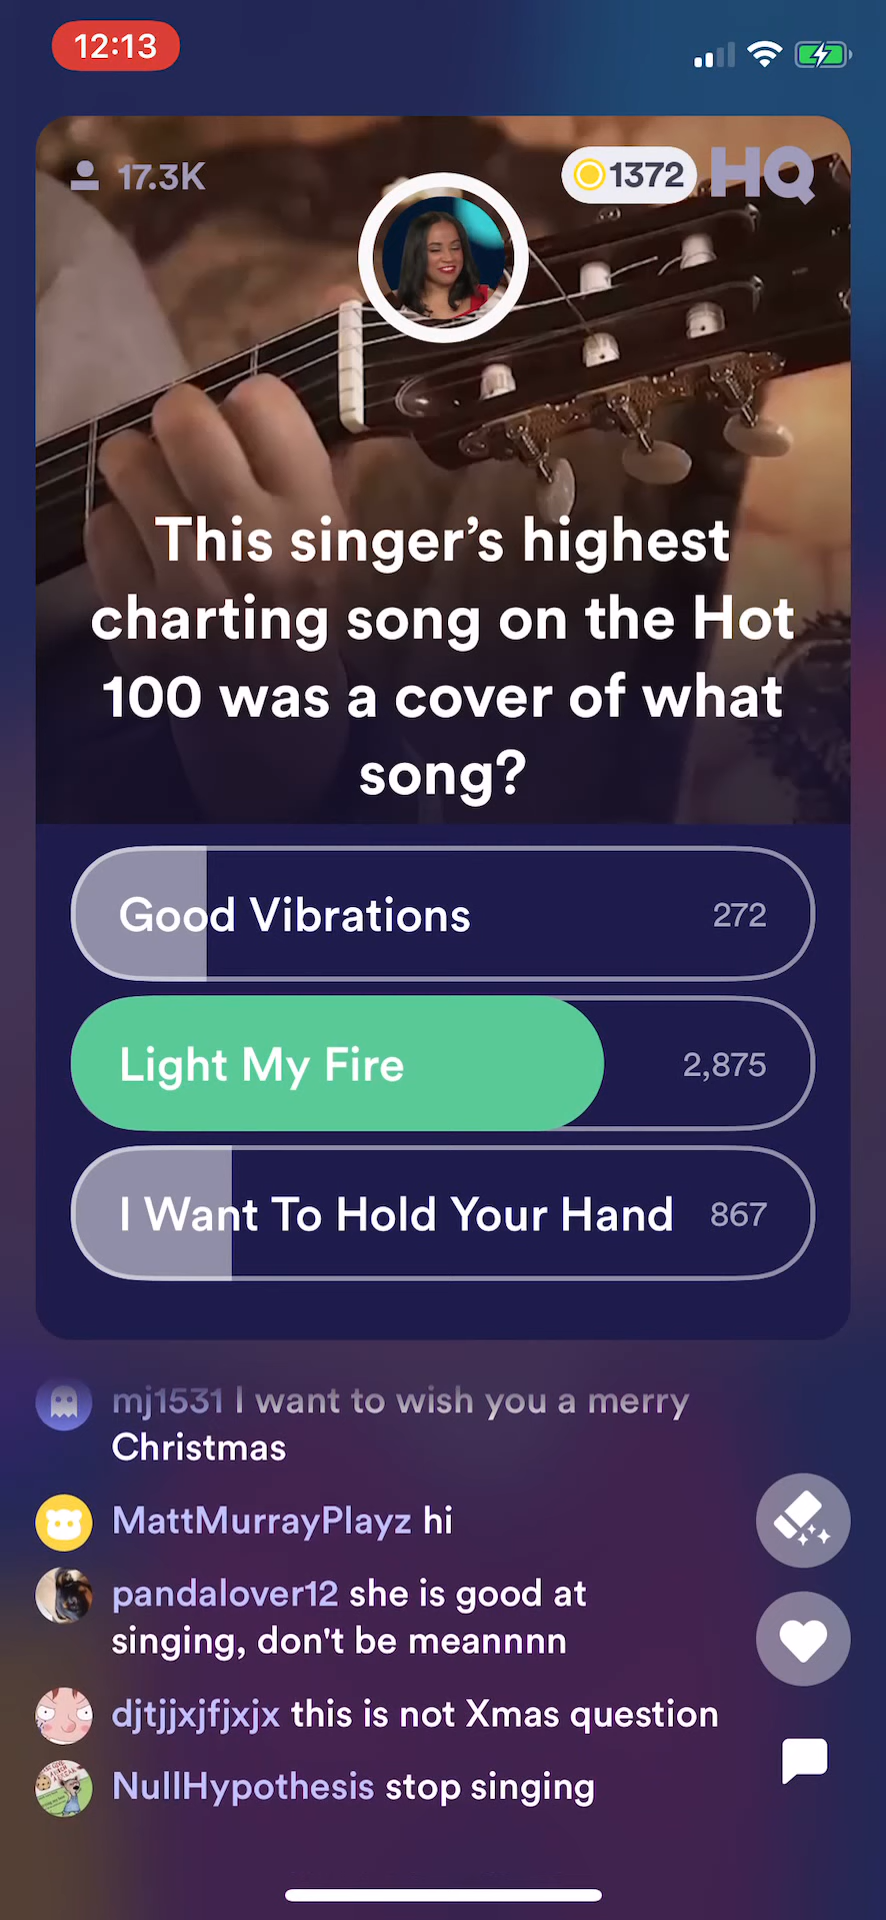 12:13
17.3K
1372
HQ
This singer’s highest
charting song on the Hot
100 was a cover of what
song?
Good Vibrations 272
Light My Fire 2,875
I Want To Hold Your Hand 867
mj1531 I want to wish you a merry
Christmas
MattMurrayPlayz hi
pandalover12 she is good at
singing, don't be meannnn
djtjjxjfjxjx this is not Xmas question
NullHypothesis stop singing